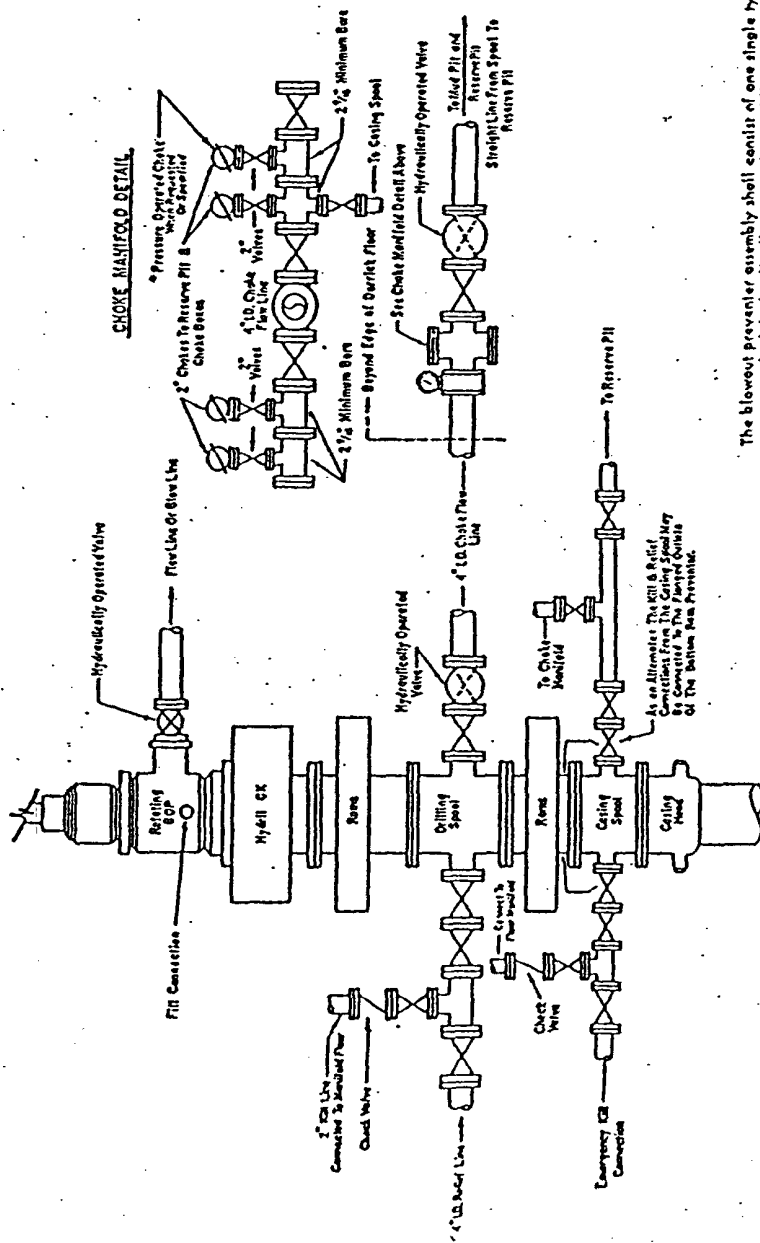 CHOKE MANIFOLD DETAIL
*Pressure Operated Choke
When Requested
Or Specified
2" Chokes To Reserve Pit &
Choke Boxes
2"
Valves
4" I.D. Choke
Flow Line
2"
Valves
2 9/16" Minimum Bore
2 9/16" Minimum Bore
To Casing Spool
Hydraulically Operated Valve
Flow Line Or Blow Line
Rotating
BOP
Fill Connection
Hydrill GK
Rams
Beyond Edge of Derrick Floor
See Choke Manifold Detail Above
Hydraulically Operated Valve
To Mud Pit and
Reserve Pit
Straight Line From Spool To
Reserve Pit
4" I.D. Choke Flow
Line
Hydraulically Operated
Valve
Drilling
Spool
2" Kill Line
Connected To Manifold Floor
Check Valve
4" I.D. Relief Line
Rams
Connect To
Floor Manifold
Check
Valve
Emergency Kill
Connection
Casing
Spool
Casing
Head
To Choke
Manifold
To Reserve Pit
As an Alternate The Kill & Relief
Connections From The Casing Spool May
Be Connected To The Flanged Outlets
Of The Bottom Ram Preventer.
The blowout preventer assembly shall consist of one single